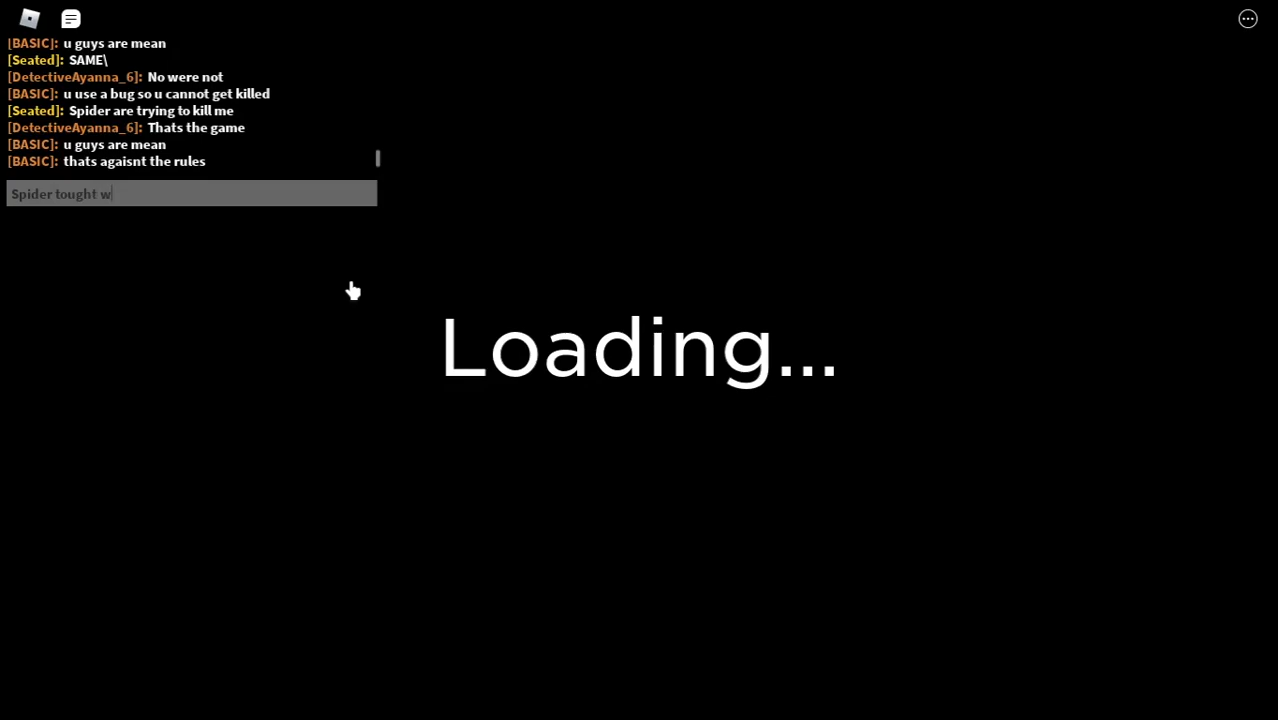 [BASIC]: u guys are mean
[Seated]: SAME\
[DetectiveAyanna_6]: No were not
[BASIC]: u use a bug so u cannot get killed
[Seated]: Spider are trying to kill me
[DetectiveAyanna_6]: Thats the game
[BASIC]: u guys are mean
[BASIC]: thats agaisnt the rules
Spider tought w
Loading...